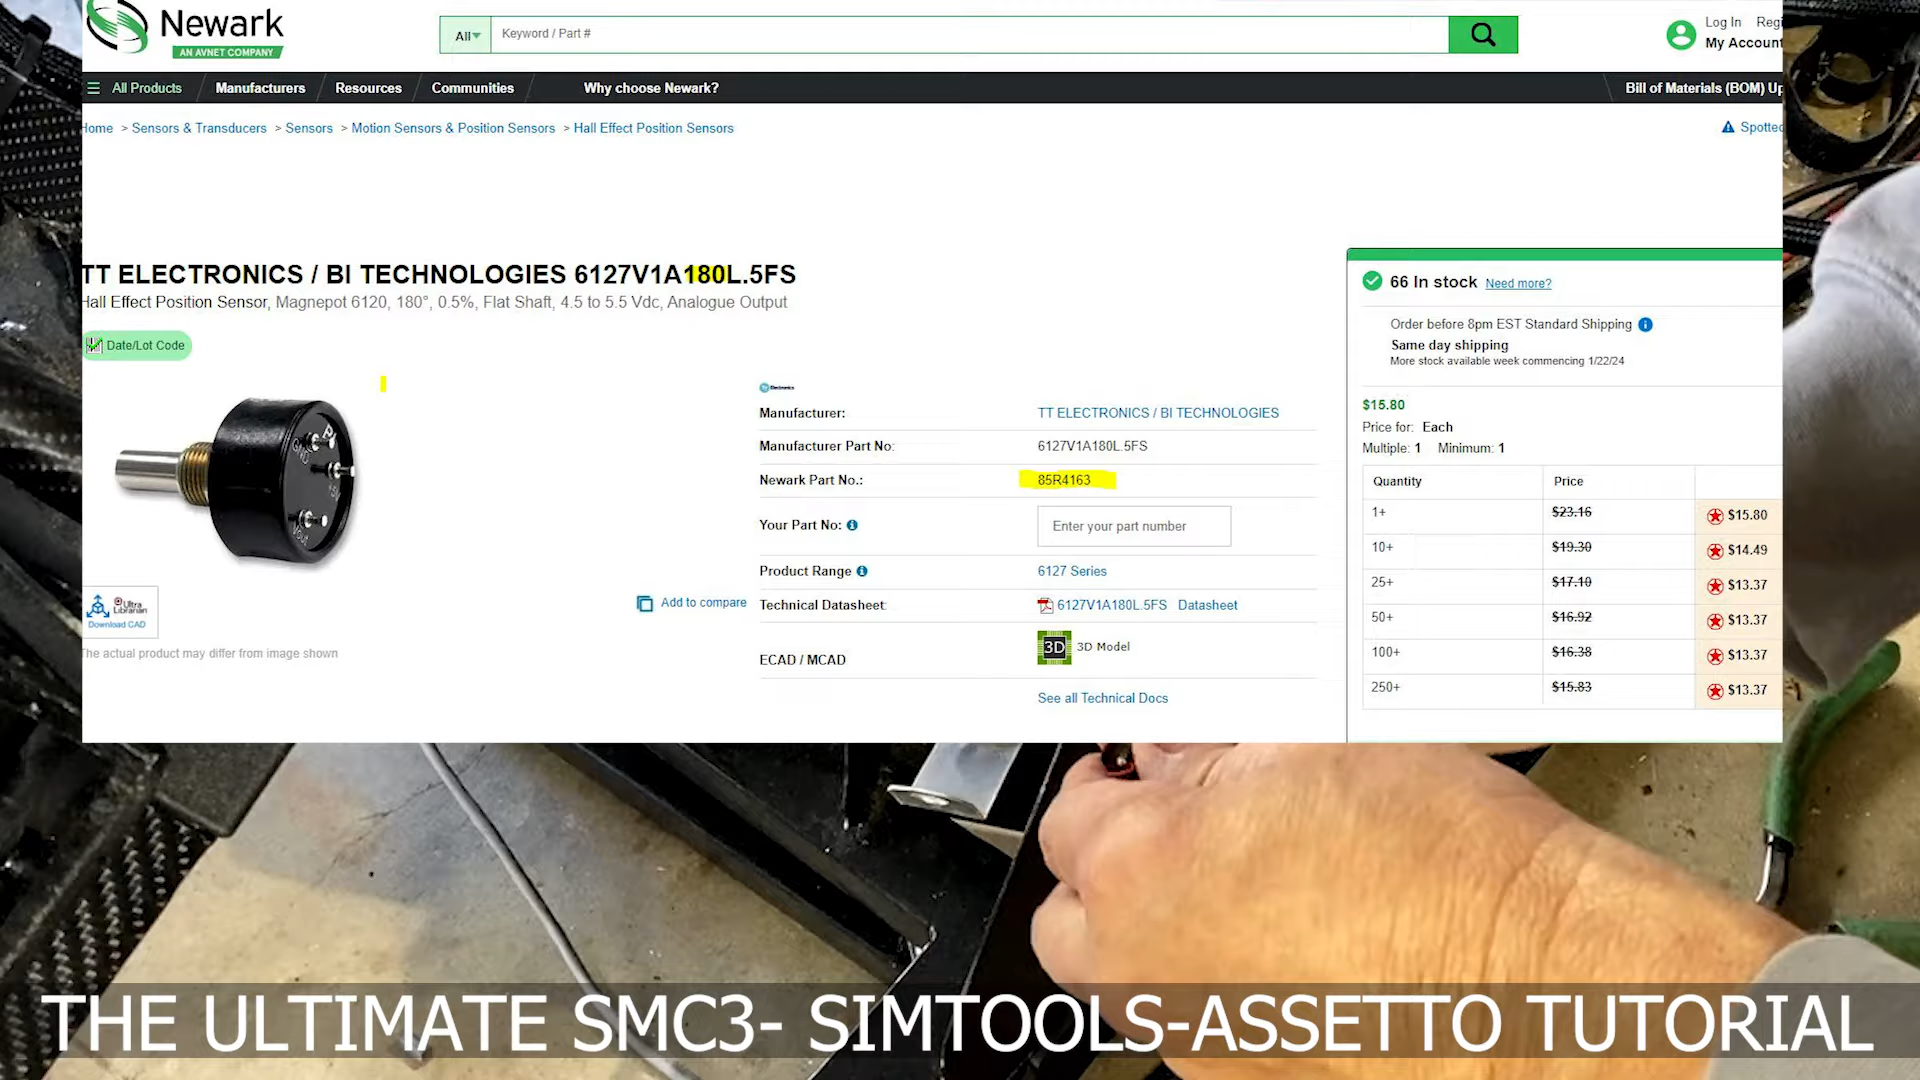 Newark
AN AVNET COMPANY
All
Keyword / Part #
Log In Regi
My Account
All Products
Manufacturers
Resources
Communities
Why choose Newark?
Bill of Materials (BOM) Up
Home > Sensors & Transducers > Sensors > Motion Sensors & Position Sensors > Hall Effect Position Sensors
Spotted
TT ELECTRONICS / BI TECHNOLOGIES 6127V1A180L.5FS
Hall Effect Position Sensor, Magnepot 6120, 180°, 0.5%, Flat Shaft, 4.5 to 5.5 Vdc, Analogue Output
Date/Lot Code
Ultra
Librarian
Download CAD
The actual product may differ from image shown
Add to compare
Electronics
Manufacturer: TT ELECTRONICS / BI TECHNOLOGIES
Manufacturer Part No: 6127V1A180L.5FS
Newark Part No.: 85R4163
Your Part No: Enter your part number
Product Range 6127 Series
Technical Datasheet: 6127V1A180L.5FS Datasheet
ECAD / MCAD 3D 3D Model
See all Technical Docs
66 In stock Need more?
Order before 8pm EST Standard Shipping
Same day shipping
More stock available week commencing 1/22/24
$15.80
Price for: Each
Multiple: 1 Minimum: 1
Quantity Price
1+ $23.16 $15.80
10+ $19.30 $14.49
25+ $17.10 $13.37
50+ $16.92 $13.37
100+ $16.38 $13.37
250+ $15.83 $13.37
THE ULTIMATE SMC3- SIMTOOLS-ASSETTO TUTORIAL